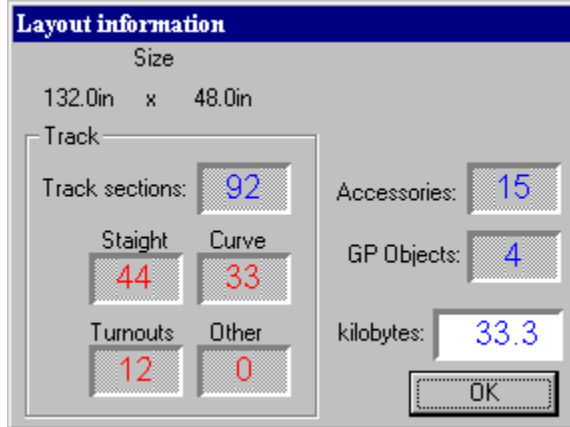 Layout information
Size
132.0in x 48.0in
Track
Track sections: 92
Staight Curve
44 33
Turnouts Other
12 0
Accessories: 15
GP Objects: 4
kilobytes: 33.3
OK